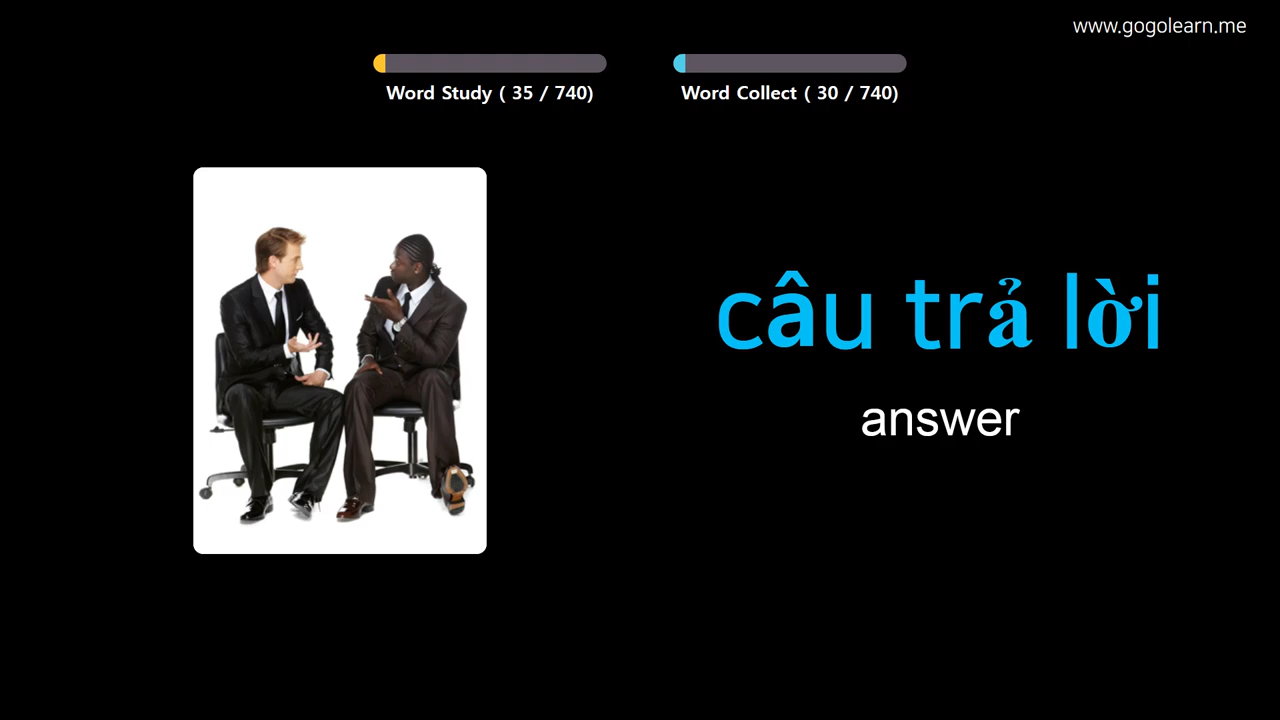 www.gogolearn.me
Word Study ( 35 / 740)
Word Collect ( 30 / 740)
câu trả lời
answer